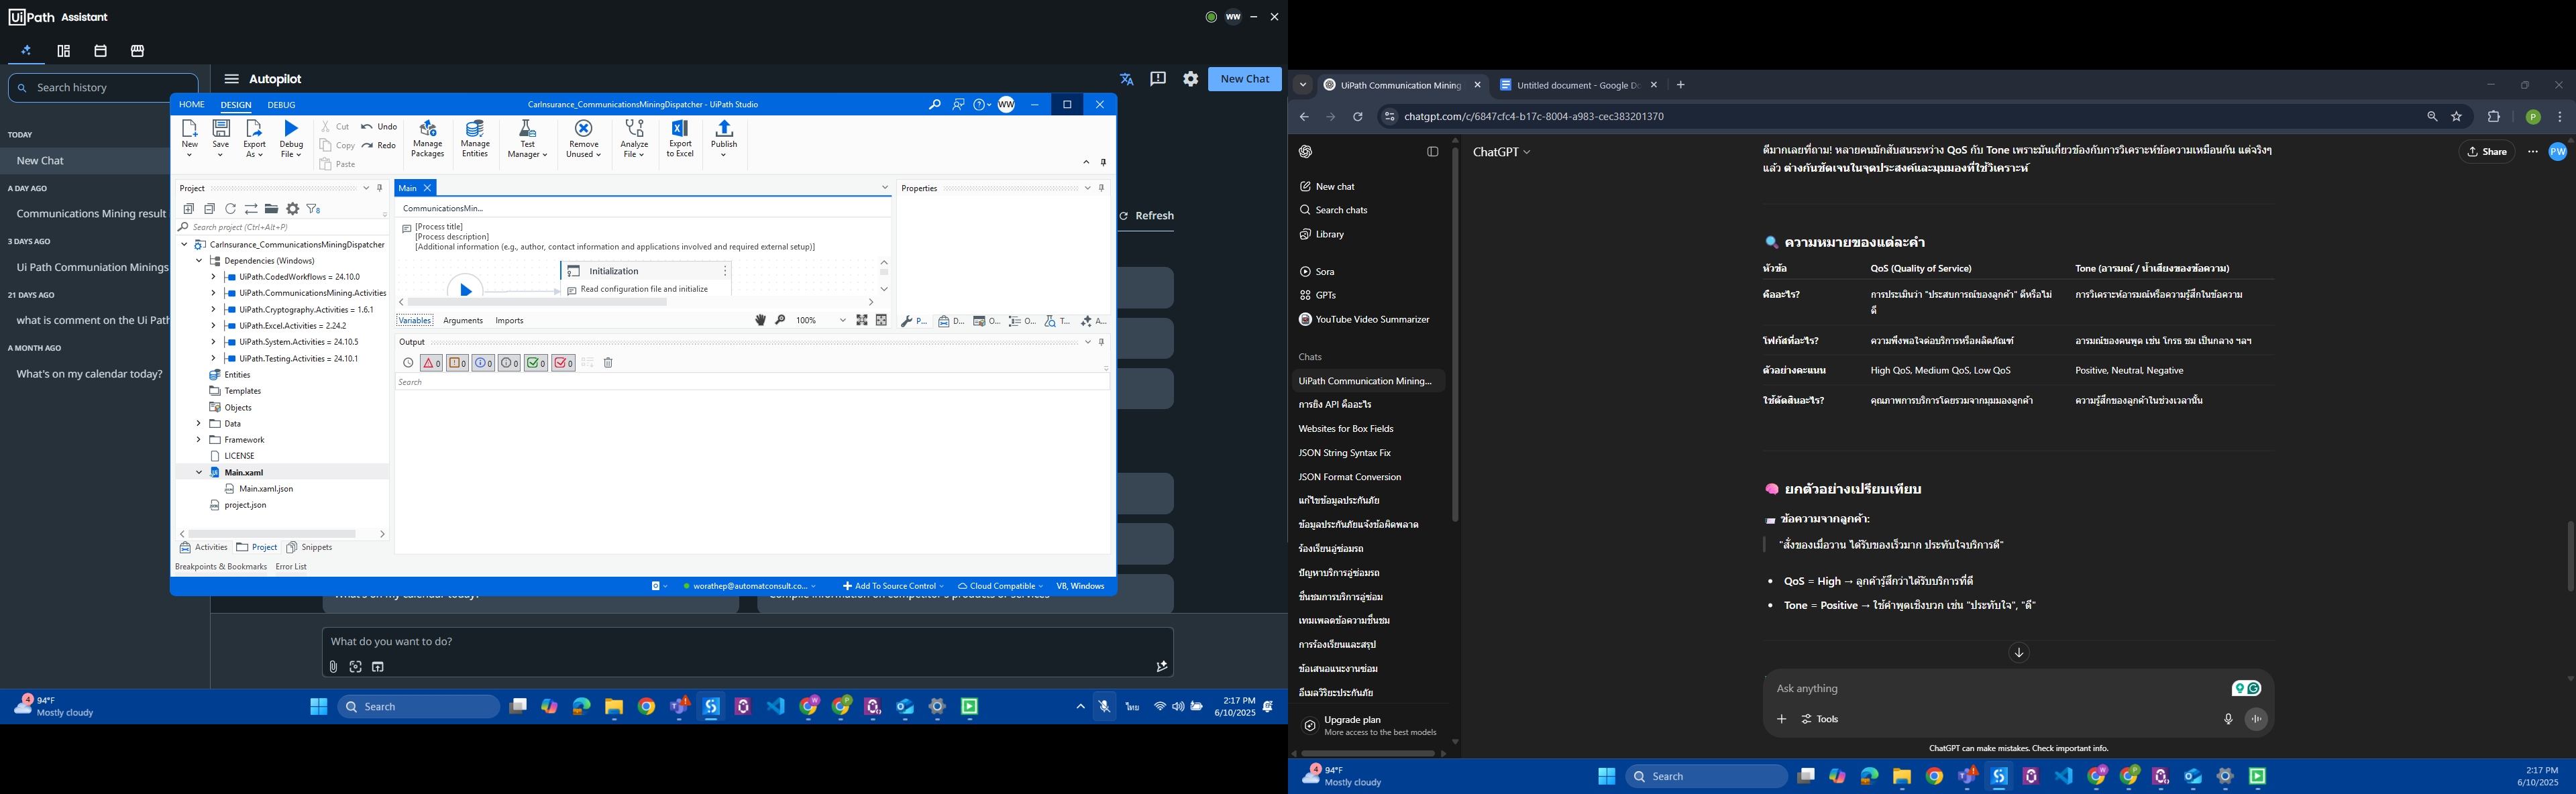 UiPath Assistant
WW
Search history
Autopilot
New Chat
TODAY
New Chat
A DAY AGO
Communications Mining result
3 DAYS AGO
Ui Path Communiation Minings
21 DAYS AGO
what is comment on the Ui Path
A MONTH AGO
What's on my calendar today?
Refresh
HOME DESIGN DEBUG
CarInsurance_CommunicationsMiningDispatcher - UiPath Studio
WW
New
Save
Export As
Debug File
Cut
Copy
Paste
Undo
Redo
Manage Packages
Manage Entities
Test Manager
Remove Unused
Analyze File
Export to Excel
Publish
Project
Search project (Ctrl+Alt+P)
CarInsurance_CommunicationsMiningDispatcher
Dependencies (Windows)
UiPath.CodedWorkflows = 24.10.0
UiPath.CommunicationsMining.Activities
UiPath.Cryptography.Activities = 1.6.1
UiPath.Excel.Activities = 2.24.2
UiPath.System.Activities = 24.10.5
UiPath.Testing.Activities = 24.10.1
Entities
Templates
Objects
Data
Framework
LICENSE
Main.xaml
Main.xaml.json
project.json
Activities Project Snippets
Breakpoints & Bookmarks Error List
Main
CommunicationsMin...
[Process title]
[Process description]
[Additional information (e.g., author, contact information and applications involved and required external setup)]
Initialization
Read configuration file and initialize
Variables Arguments Imports
100%
Properties
P... D... O... O... T... A...
Output
0 0 0 0 0 0
Search
worathep@automatconsult.co...
Add To Source Control
Cloud Compatible
VB, Windows
What do you want to do?
94°F
Mostly cloudy
Search
ไทย
2:17 PM
6/10/2025
UiPath Communication Mining
Untitled document - Google Do
chatgpt.com/c/6847cfc4-b17c-8004-a983-cec383201370
P
ChatGPT
Share
PW
New chat
Search chats
Library
Sora
GPTs
YouTube Video Summarizer
Chats
UiPath Communication Mining...
การยิง API คืออะไร
Websites for Box Fields
JSON String Syntax Fix
JSON Format Conversion
แก้ไขข้อมูลประกันภัย
ข้อมูลประกันภัยแจ้งข้อผิดพลาด
ร้องเรียนอู่ซ่อมรถ
ปัญหาบริการอู่ซ่อมรถ
ชื่นชมการบริการอู่ซ่อม
เทมเพลตข้อความชื่นชม
การร้องเรียนและสรุป
ข้อเสนอแนะงานซ่อม
อีเมลวิริยะประกันภัย
Upgrade plan
More access to the best models
ดีมากเลยที่ถาม! หลายคนมักสับสนระหว่าง QoS กับ Tone เพราะมันเกี่ยวข้องกับการวิเคราะห์ข้อความเหมือนกัน แต่จริงๆ
แล้ว ต่างกันชัดเจนในจุดประสงค์และมุมมองที่ใช้วิเคราะห์
ความหมายของแต่ละคำ
หัวข้อ QoS (Quality of Service) Tone (อารมณ์ / น้ำเสียงของข้อความ)
คืออะไร? การประเมินว่า "ประสบการณ์ของลูกค้า" ดีหรือไม่ดี การวิเคราะห์อารมณ์หรือความรู้สึกในข้อความ
โฟกัสที่อะไร? ความพึงพอใจต่อบริการหรือผลิตภัณฑ์ อารมณ์ของคนพูด เช่น โกรธ ชม เป็นกลาง ฯลฯ
ตัวอย่างคะแนน High QoS, Medium QoS, Low QoS Positive, Neutral, Negative
ใช้ตัดสินอะไร? คุณภาพการบริการโดยรวมจากมุมมองลูกค้า ความรู้สึกของลูกค้าในช่วงเวลานั้น
ยกตัวอย่างเปรียบเทียบ
ข้อความจากลูกค้า:
"สั่งของเมื่อวาน ได้รับของเร็วมาก ประทับใจบริการดี"
QoS = High → ลูกค้ารู้สึกว่าได้รับบริการที่ดี
Tone = Positive → ใช้คำพูดเชิงบวก เช่น "ประทับใจ", "ดี"
Ask anything
Tools
ChatGPT can make mistakes. Check important info.
94°F
Mostly cloudy
Search
2:17 PM
6/10/2025